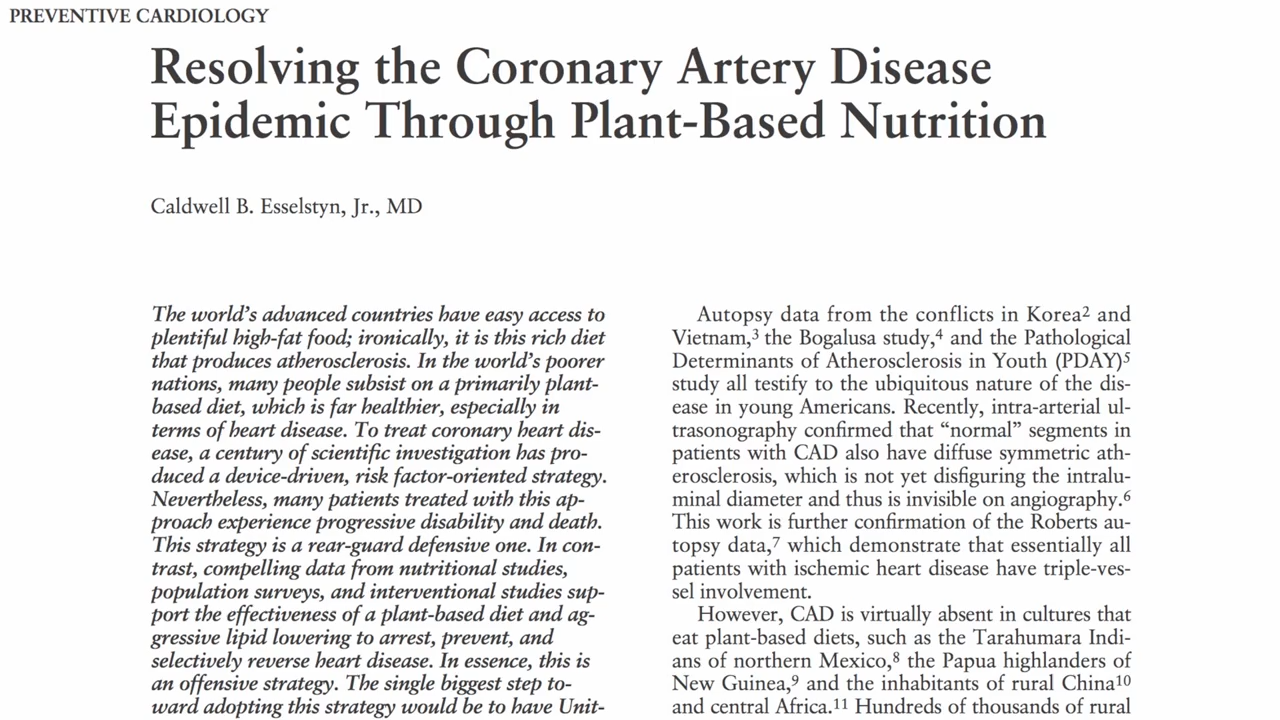 PREVENTIVE CARDIOLOGY
Resolving the Coronary Artery Disease
Epidemic Through Plant-Based Nutrition
Caldwell B. Esselstyn, Jr., MD
The world's advanced countries have easy access to
plentiful high-fat food; ironically, it is this rich diet
that produces atherosclerosis. In the world's poorer
nations, many people subsist on a primarily plant-
based diet, which is far healthier, especially in
terms of heart disease. To treat coronary heart dis-
ease, a century of scientific investigation has pro-
duced a device-driven, risk factor-oriented strategy.
Nevertheless, many patients treated with this ap-
proach experience progressive disability and death.
This strategy is a rear-guard defensive one. In con-
trast, compelling data from nutritional studies,
population surveys, and interventional studies sup-
port the effectiveness of a plant-based diet and ag-
gressive lipid lowering to arrest, prevent, and
selectively reverse heart disease. In essence, this is
an offensive strategy. The single biggest step to-
ward adopting this strategy would be to have Unit-
Autopsy data from the conflicts in Korea2 and
Vietnam,3 the Bogalusa study,4 and the Pathological
Determinants of Atherosclerosis in Youth (PDAY)5
study all testify to the ubiquitous nature of the dis-
ease in young Americans. Recently, intra-arterial ul-
trasonography confirmed that “normal” segments in
patients with CAD also have diffuse symmetric ath-
erosclerosis, which is not yet disfiguring the intralu-
minal diameter and thus is invisible on angiography.6
This work is further confirmation of the Roberts au-
topsy data,7 which demonstrate that essentially all
patients with ischemic heart disease have triple-ves-
sel involvement.
However, CAD is virtually absent in cultures that
eat plant-based diets, such as the Tarahumara Indi-
ans of northern Mexico,8 the Papua highlanders of
New Guinea,9 and the inhabitants of rural China10
and central Africa.11 Hundreds of thousands of rural